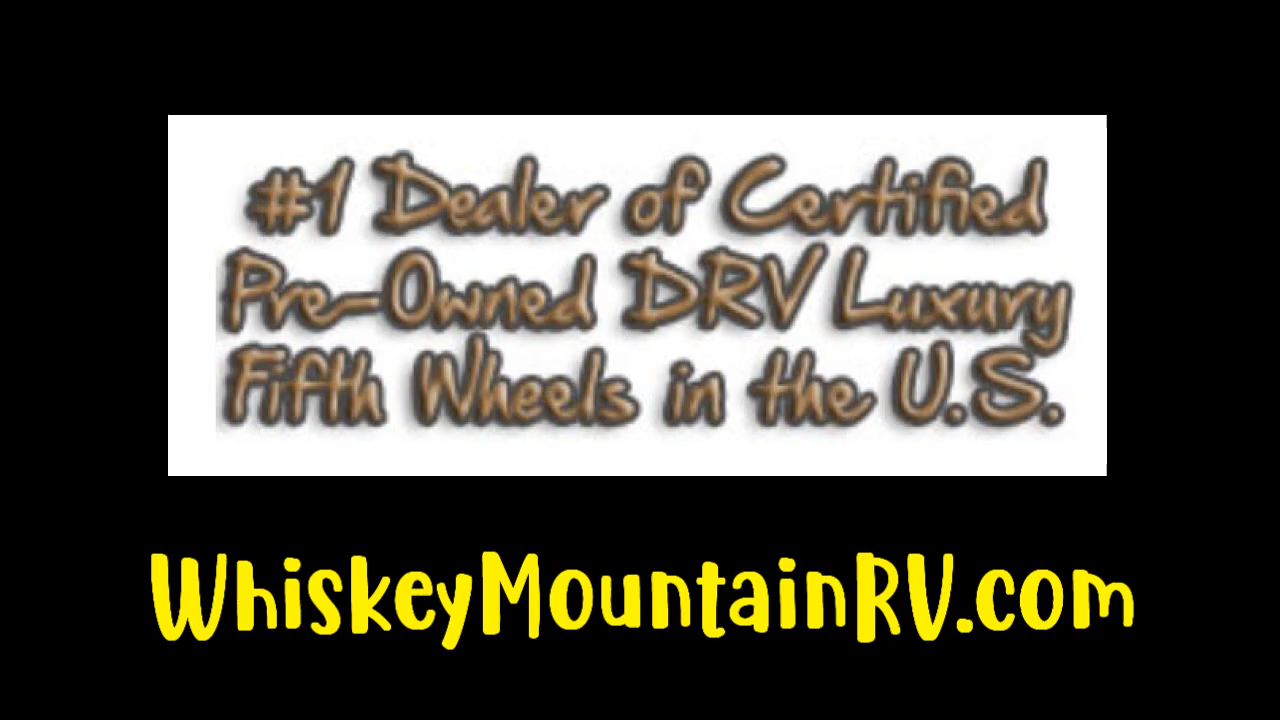 #1 Dealer of Certified
Pre-Owned DRV Luxury
Fifth Wheels in the U.S.
WhiskeyMountainRV.com